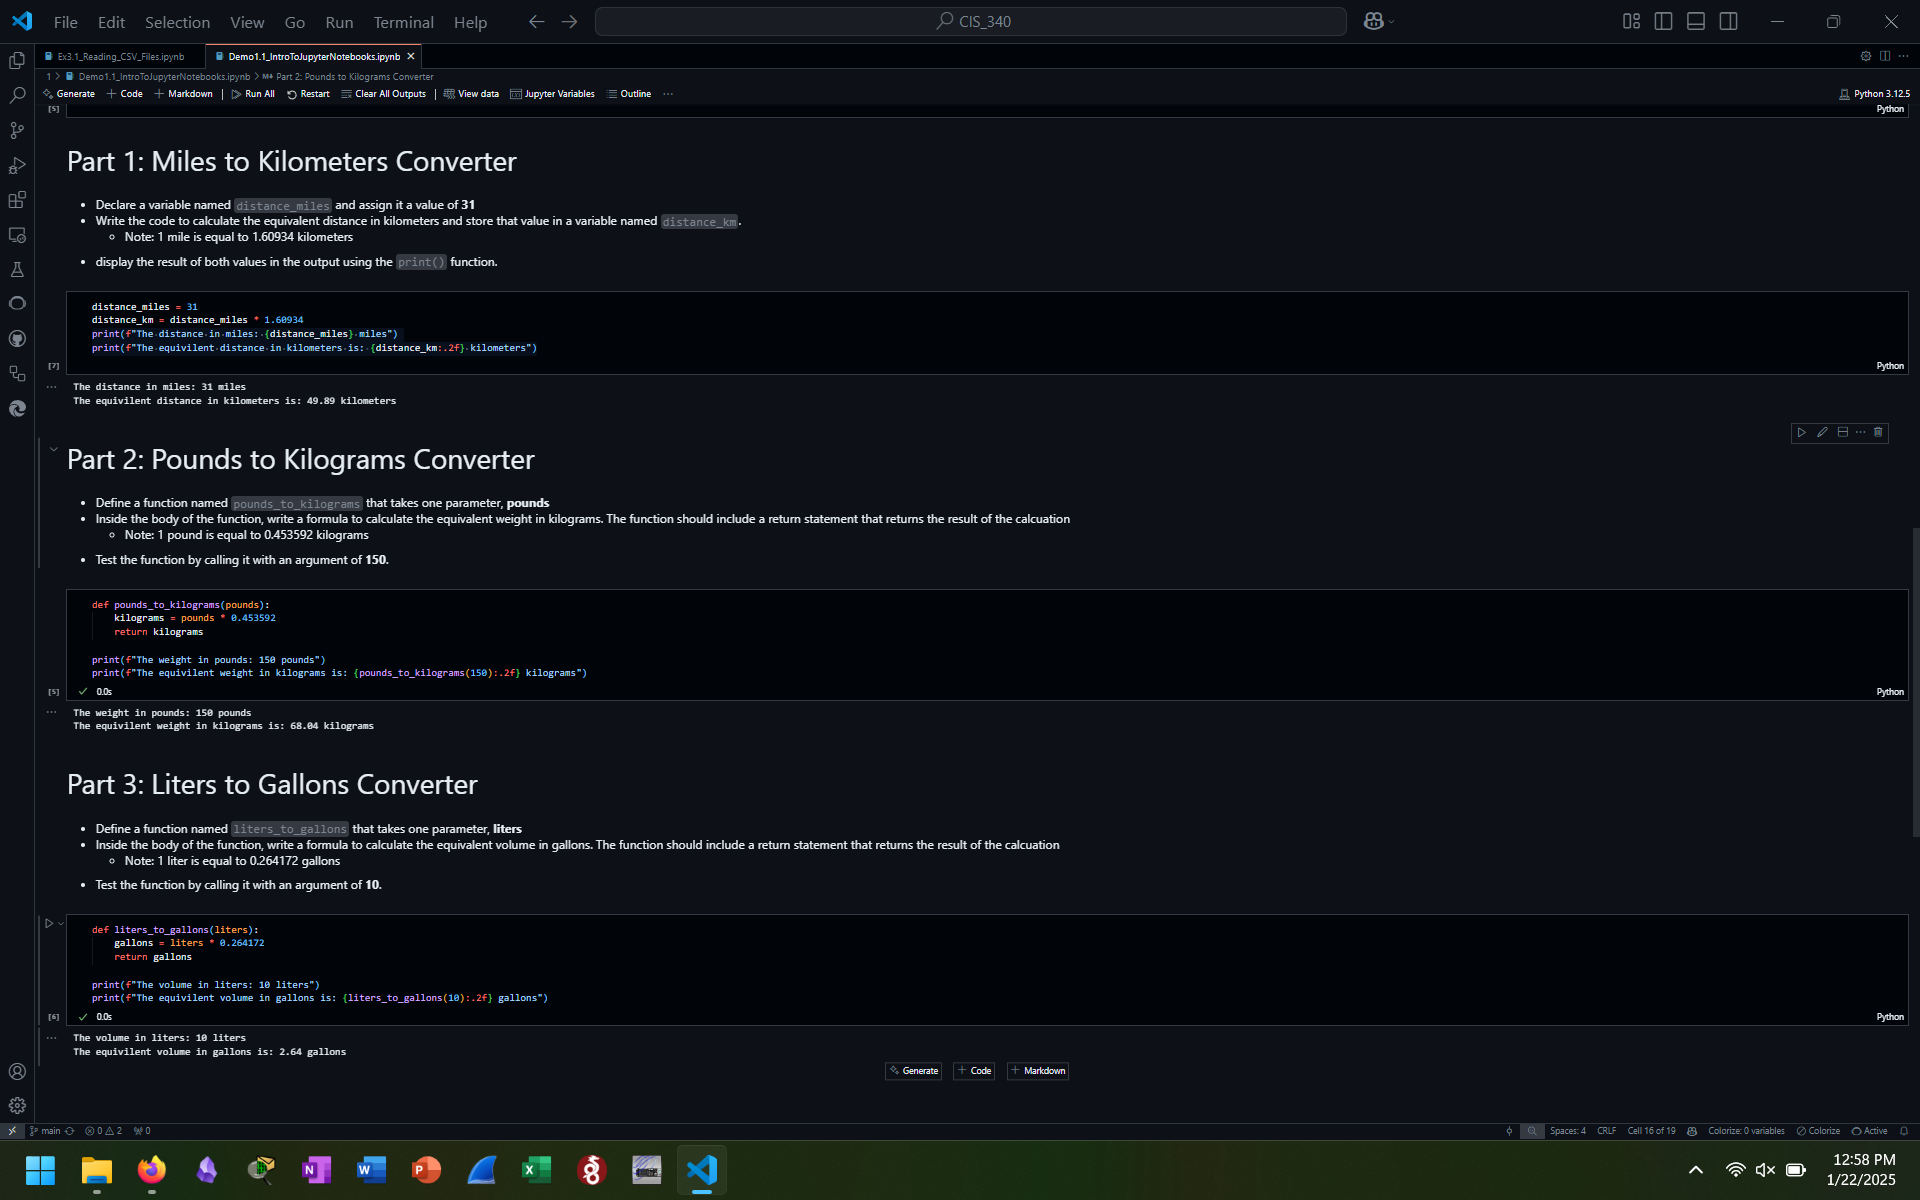 File Edit Selection View Go Run Terminal Help CIS_340
Ex3.1_Reading_CSV_Files.ipynb Demo1.1_IntroToJupyterNotebooks.ipynb
1 > Demo1.1_IntroToJupyterNotebooks.ipynb > M↓ Part 2: Pounds to Kilograms Converter
Generate + Code + Markdown | Run All Restart Clear All Outputs | View data Jupyter Variables Outline ... Python 3.12.5
[5] Python
Part 1: Miles to Kilometers Converter
• Declare a variable named distance_miles and assign it a value of 31
• Write the code to calculate the equivalent distance in kilometers and store that value in a variable named distance_km.
◦ Note: 1 mile is equal to 1.60934 kilometers
• display the result of both values in the output using the print() function.
distance_miles = 31
distance_km = distance_miles * 1.60934
print(f"The distance in miles: {distance_miles} miles")
print(f"The equivilent distance in kilometers is: {distance_km:.2f} kilometers")
[7] Python
... The distance in miles: 31 miles
The equivilent distance in kilometers is: 49.89 kilometers
Part 2: Pounds to Kilograms Converter
• Define a function named pounds_to_kilograms that takes one parameter, pounds
• Inside the body of the function, write a formula to calculate the equivalent weight in kilograms. The function should include a return statement that returns the result of the calcuation
◦ Note: 1 pound is equal to 0.453592 kilograms
• Test the function by calling it with an argument of 150.
def pounds_to_kilograms(pounds):
kilograms = pounds * 0.453592
return kilograms
print(f"The weight in pounds: 150 pounds")
print(f"The equivilent weight in kilograms is: {pounds_to_kilograms(150):.2f} kilograms")
[5] ✓ 0.0s Python
... The weight in pounds: 150 pounds
The equivilent weight in kilograms is: 68.04 kilograms
Part 3: Liters to Gallons Converter
• Define a function named liters_to_gallons that takes one parameter, liters
• Inside the body of the function, write a formula to calculate the equivalent volume in gallons. The function should include a return statement that returns the result of the calcuation
◦ Note: 1 liter is equal to 0.264172 gallons
• Test the function by calling it with an argument of 10.
def liters_to_gallons(liters):
gallons = liters * 0.264172
return gallons
print(f"The volume in liters: 10 liters")
print(f"The equivilent volume in gallons is: {liters_to_gallons(10):.2f} gallons")
[6] ✓ 0.0s Python
... The volume in liters: 10 liters
The equivilent volume in gallons is: 2.64 gallons
Generate + Code + Markdown
main 0 2 0 Spaces: 4 CRLF Cell 16 of 19 Colorize: 0 variables Colorize Active
N W P X 8
12:58 PM
1/22/2025